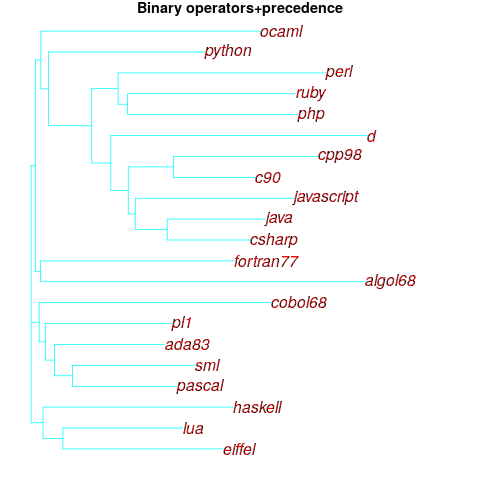 Binary operators+precedence
ocaml
python
perl
ruby
php
d
cpp98
c90
javascript
java
csharp
fortran77
algol68
cobol68
pl1
ada83
sml
pascal
haskell
lua
eiffel